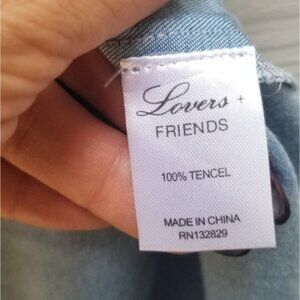 Lovers +
FRIENDS
100% TENCEL
MADE IN CHINA
RN132829